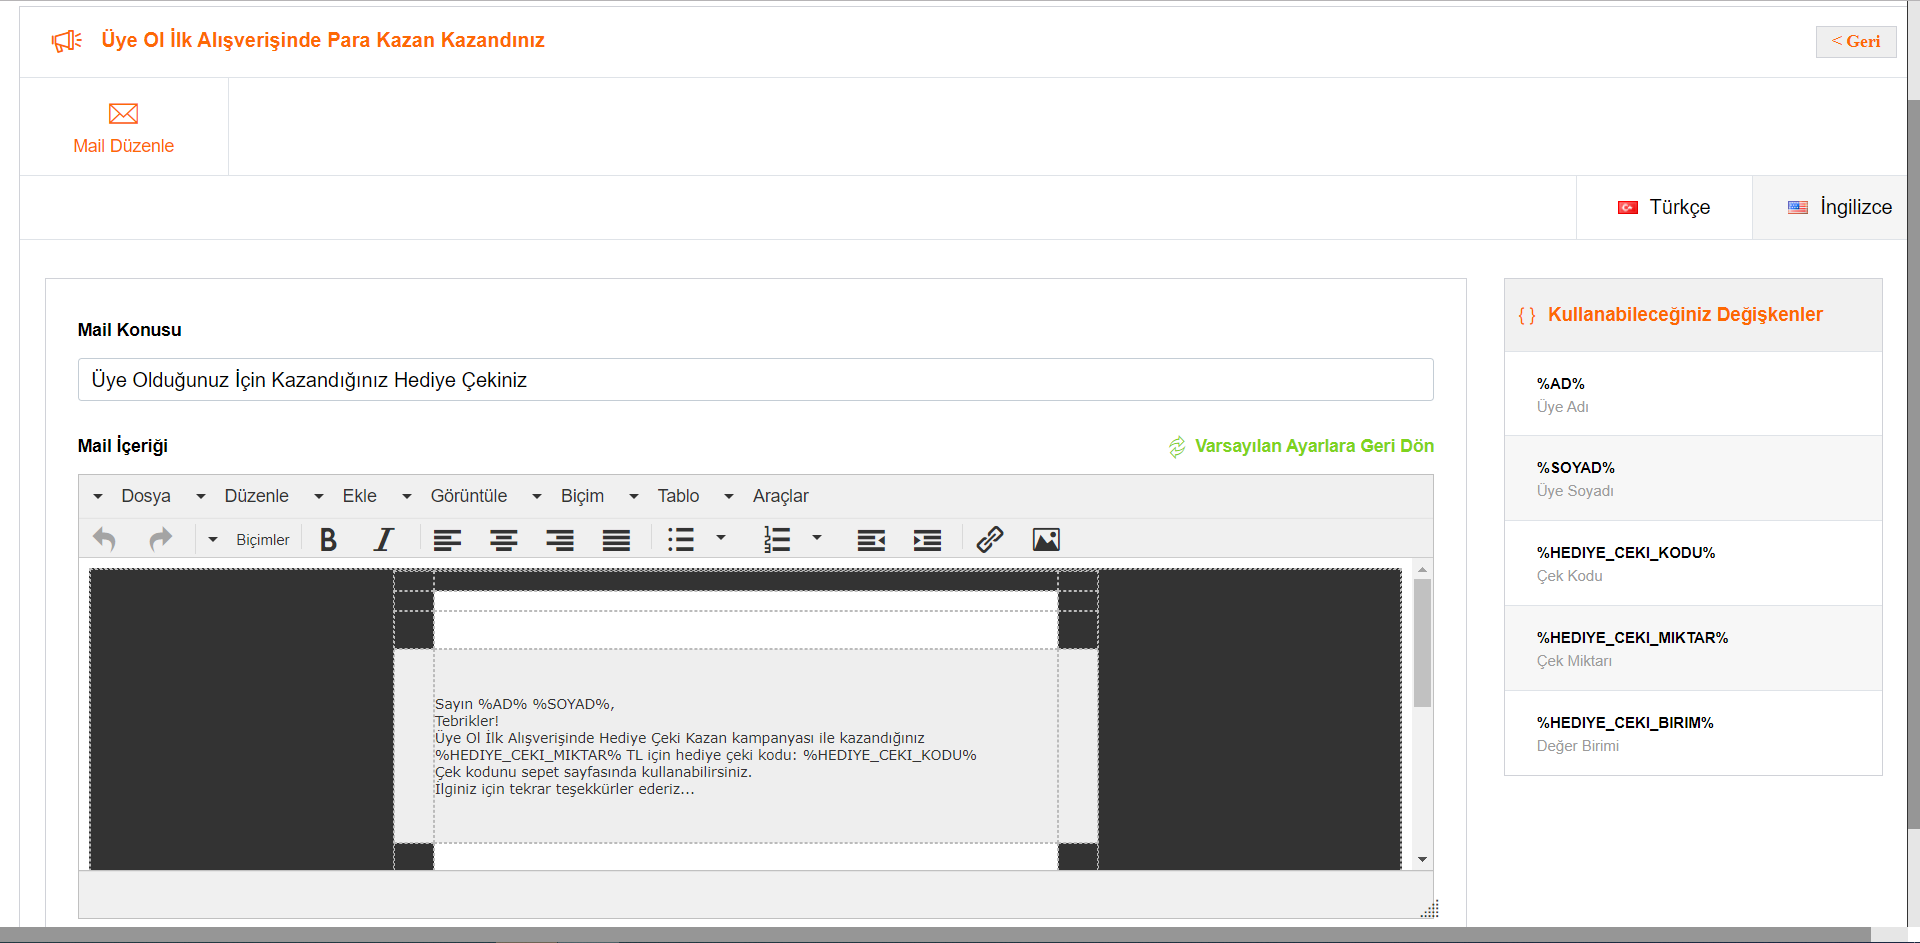 Üye Ol İlk Alışverişinde Para Kazan Kazandınız
< Geri
Mail Düzenle
Türkçe
İngilizce
Mail Konusu
Üye Olduğunuz İçin Kazandığınız Hediye Çekiniz
Mail İçeriği
Varsayılan Ayarlara Geri Dön
Dosya Düzenle Ekle Görüntüle Biçim Tablo Araçlar
Biçimler B I
Sayın %AD% %SOYAD%,
Tebrikler!
Üye Ol İlk Alışverişinde Hediye Çeki Kazan kampanyası ile kazandığınız
%HEDIYE_CEKI_MIKTAR% TL için hediye çeki kodu: %HEDIYE_CEKI_KODU%
Çek kodunu sepet sayfasında kullanabilirsiniz.
İlginiz için tekrar teşekkürler ederiz...
{ } Kullanabileceğiniz Değişkenler
%AD%
Üye Adı
%SOYAD%
Üye Soyadı
%HEDIYE_CEKI_KODU%
Çek Kodu
%HEDIYE_CEKI_MIKTAR%
Çek Miktarı
%HEDIYE_CEKI_BIRIM%
Değer Birimi